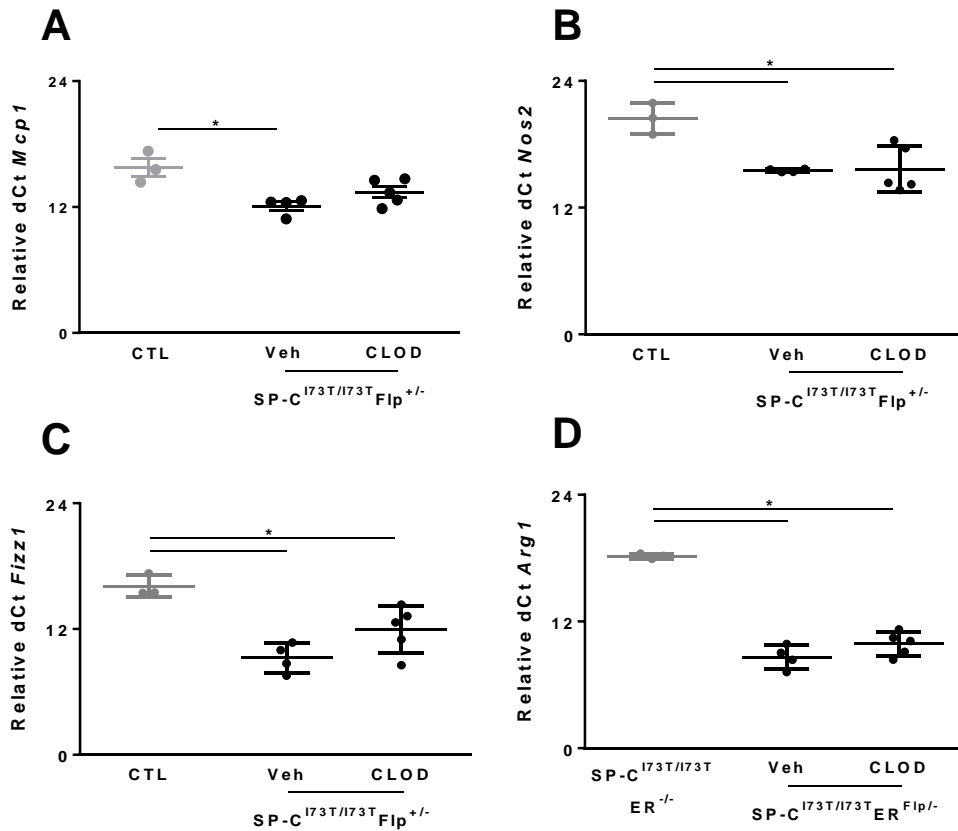 A
Relative dCt Mcp1
24
12
0
*
CTL
Veh
CLOD
SP-C^I73T/I73T Flp^+/-
B
Relative dCt Nos2
24
12
0
*
CTL
Veh
CLOD
SP-C^I73T/I73T Flp^+/-
C
Relative dCt Fizz1
24
12
0
*
CTL
Veh
CLOD
SP-C^I73T/I73T Flp^+/-
D
Relative dCt Arg1
24
12
0
*
SP-C^I73T/I73T
ER^-/-
Veh
CLOD
SP-C^I73T/I73T ER^Flp/-